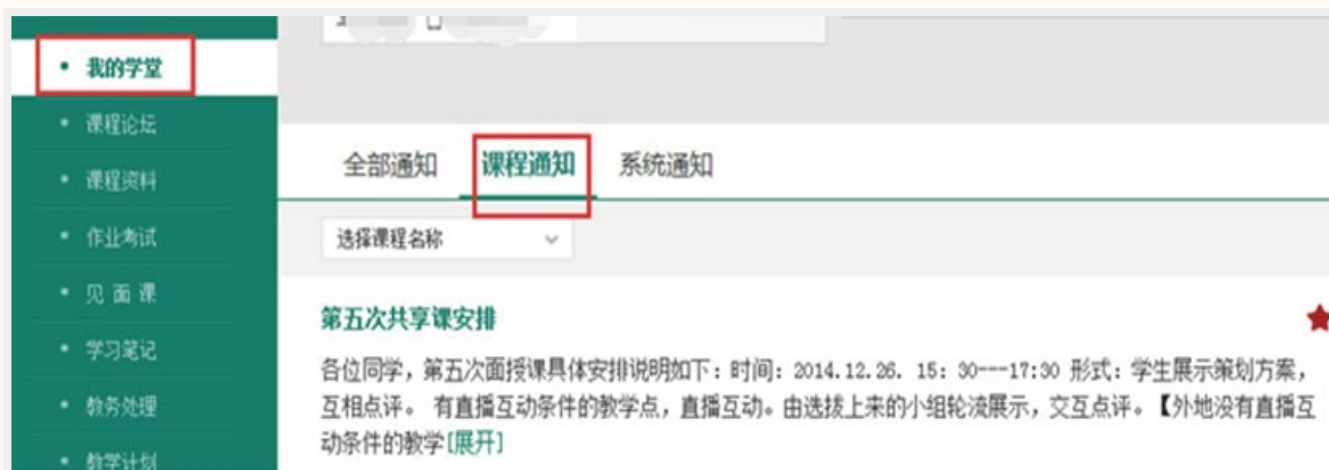 我的学堂
课程论坛
课程资料
作业考试
见 面 课
学习笔记
教务处理
教学计划
全部通知 课程通知 系统通知
选择课程名称
第五次共享课安排
各位同学，第五次面授课具体安排说明如下：时间：2014.12.26. 15：30---17:30 形式：学生展示策划方案，
互相点评。 有直播互动条件的教学点，直播互动。由选拔上来的小组轮流展示，交互点评。【外地没有直播互
动条件的教学[展开]